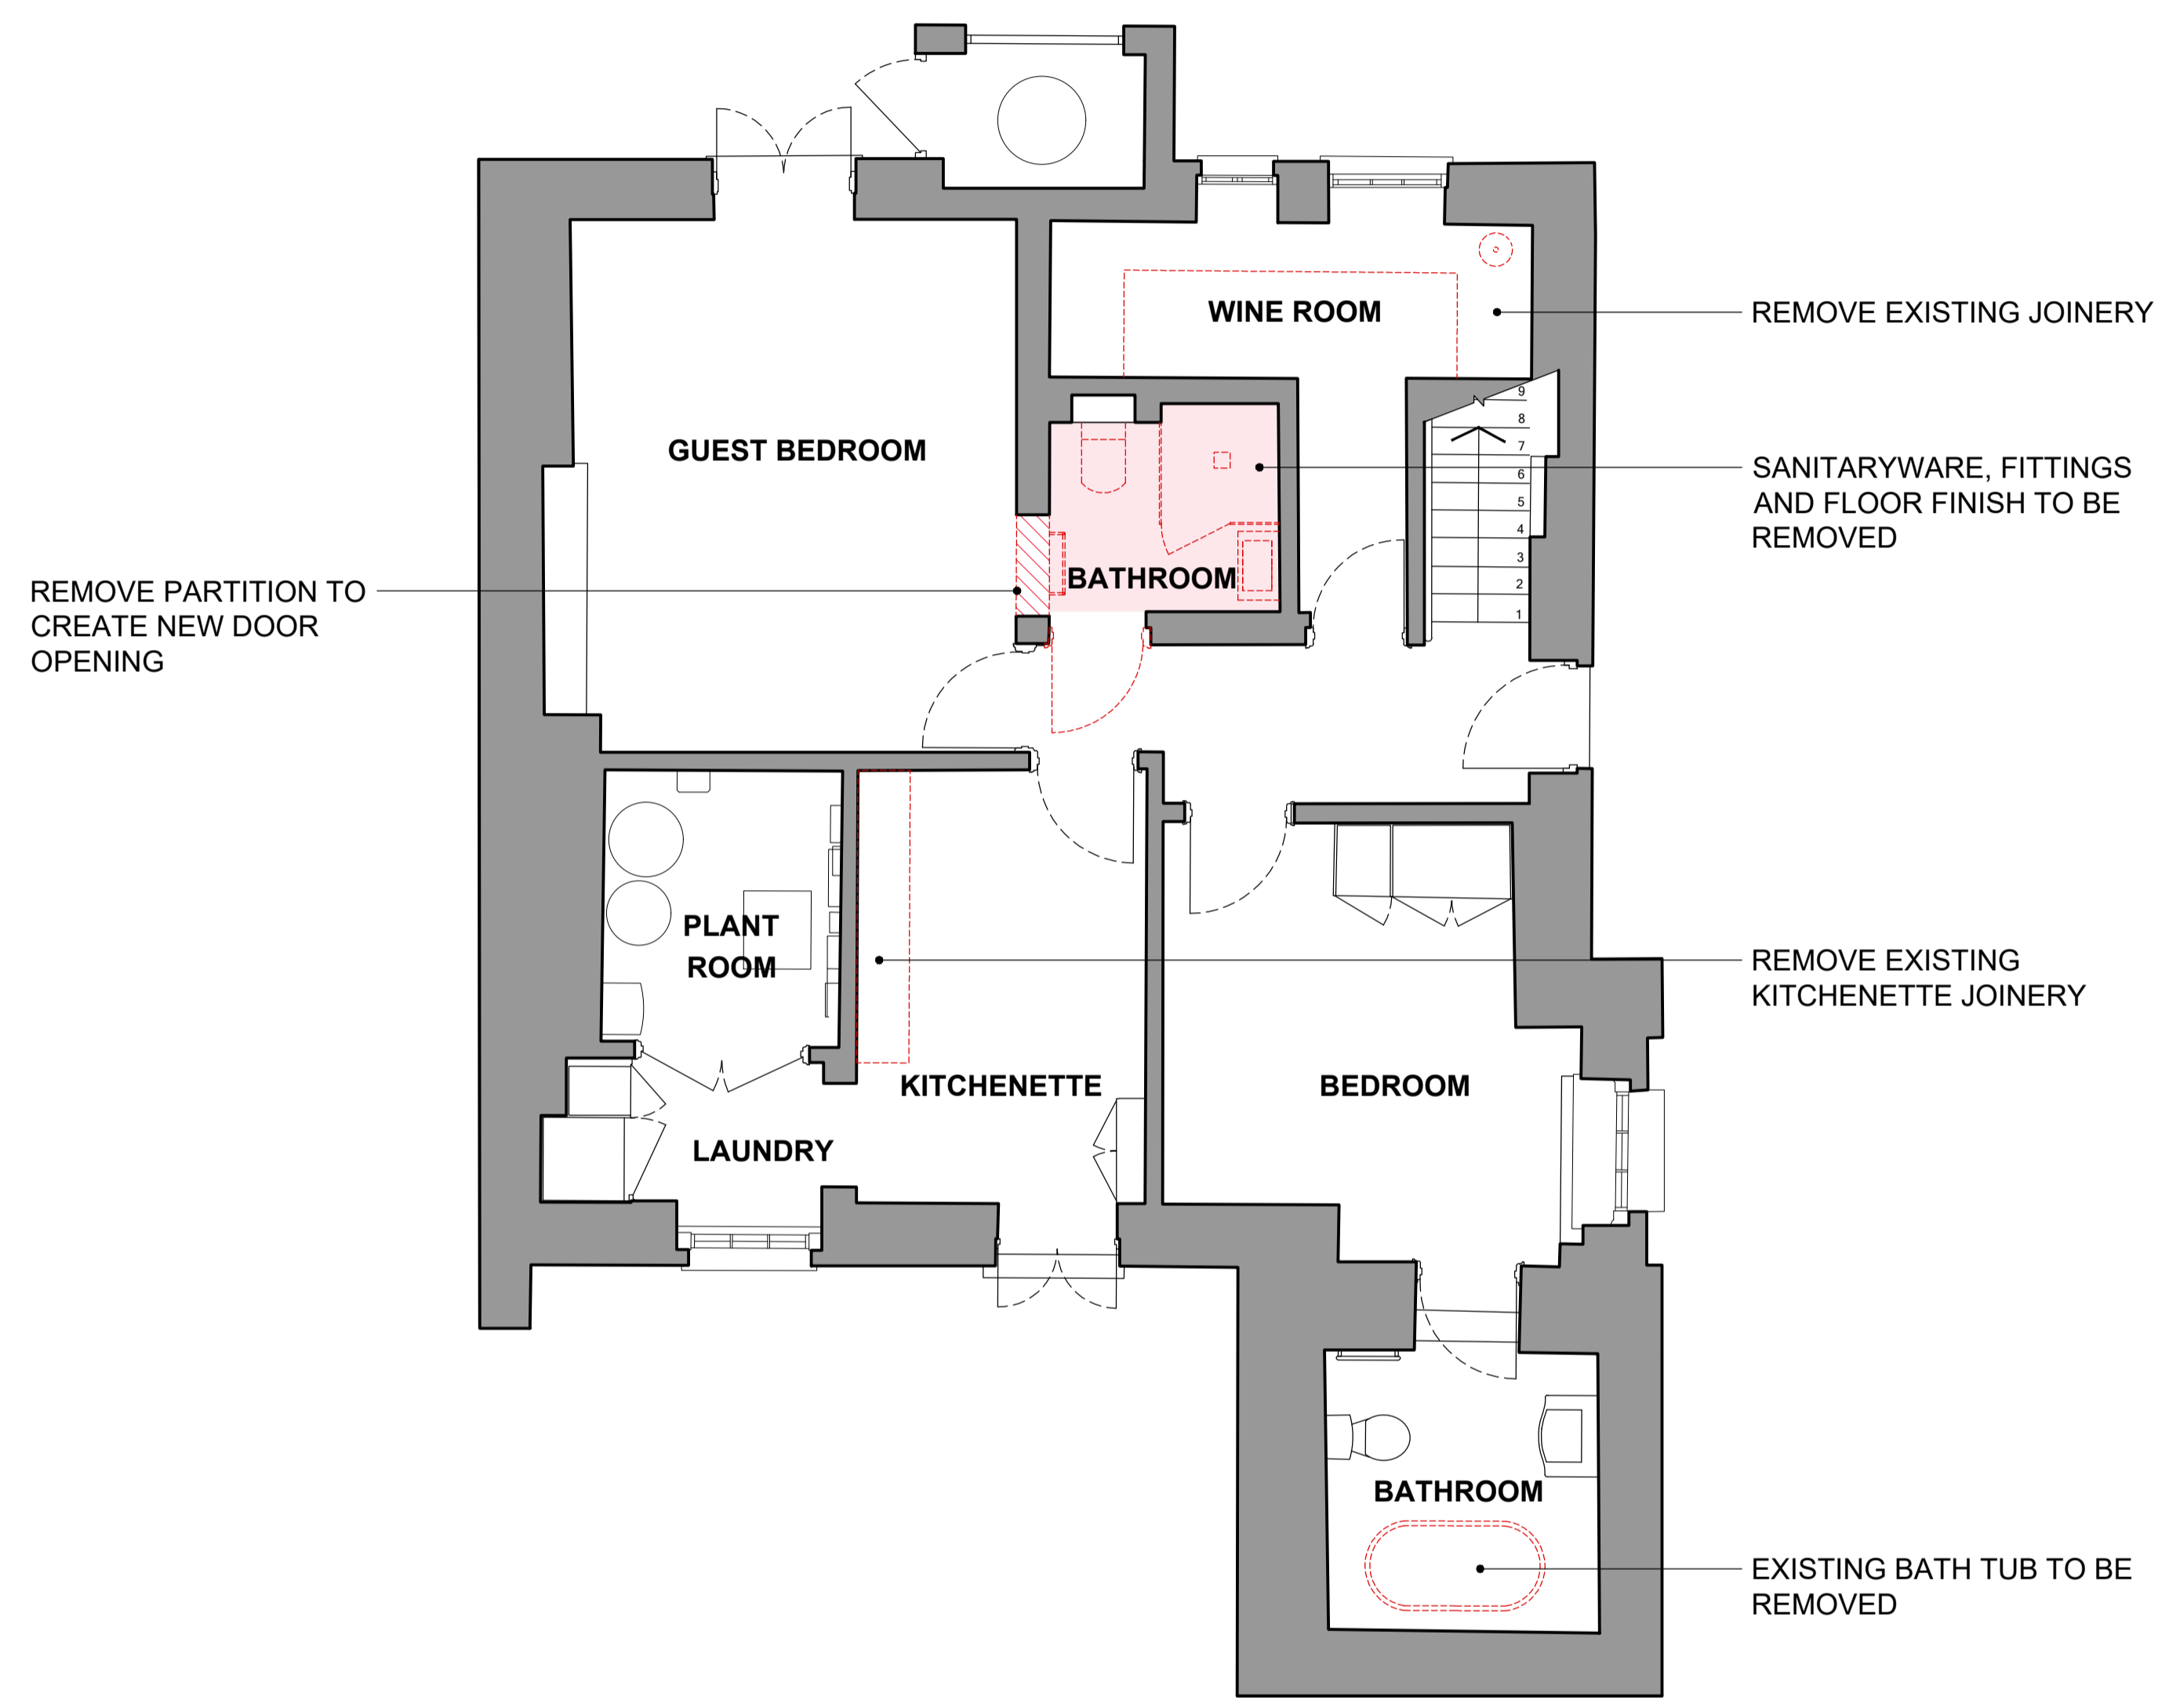 WINE ROOM
REMOVE EXISTING JOINERY
9
8
7
6
5
4
3
2
1
GUEST BEDROOM
SANITARYWARE, FITTINGS
AND FLOOR FINISH TO BE
REMOVED
BATHROOM
REMOVE PARTITION TO
CREATE NEW DOOR
OPENING
PLANT
ROOM
REMOVE EXISTING
KITCHENETTE JOINERY
KITCHENETTE
BEDROOM
LAUNDRY
BATHROOM
EXISTING BATH TUB TO BE
REMOVED